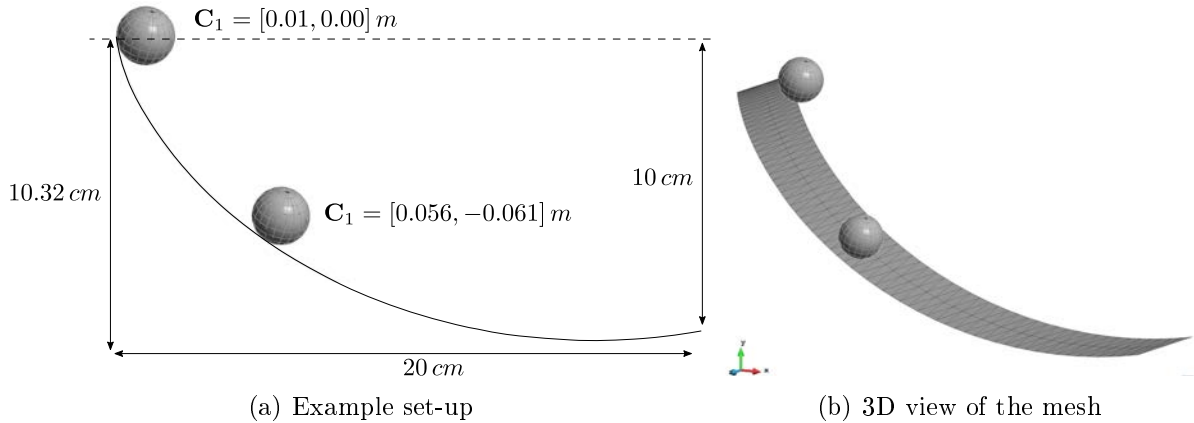 C₁ = [0.01, 0.00] m
10.32 cm
10 cm
C₁ = [0.056, −0.061] m
20 cm
y
x
(a) Example set-up
(b) 3D view of the mesh